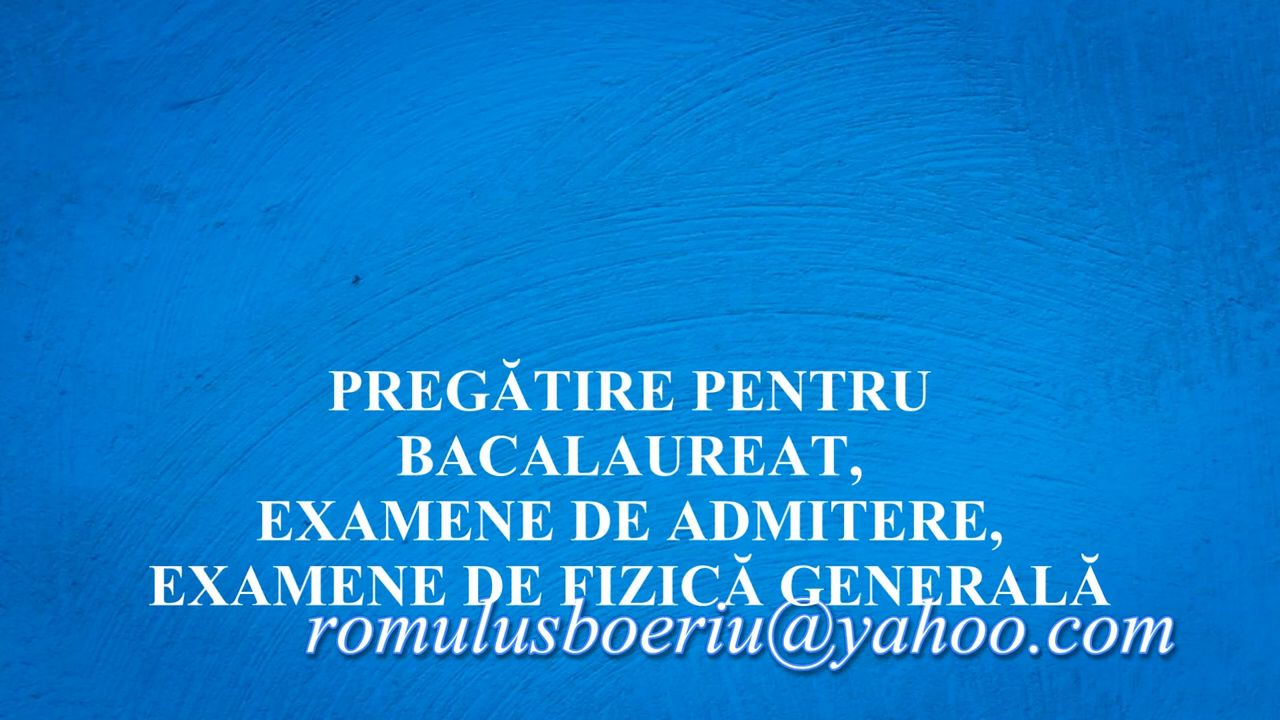 PREGĂTIRE PENTRU
BACALAUREAT,
EXAMENE DE ADMITERE,
EXAMENE DE FIZICĂ GENERALĂ
romulusboeriu@yahoo.com